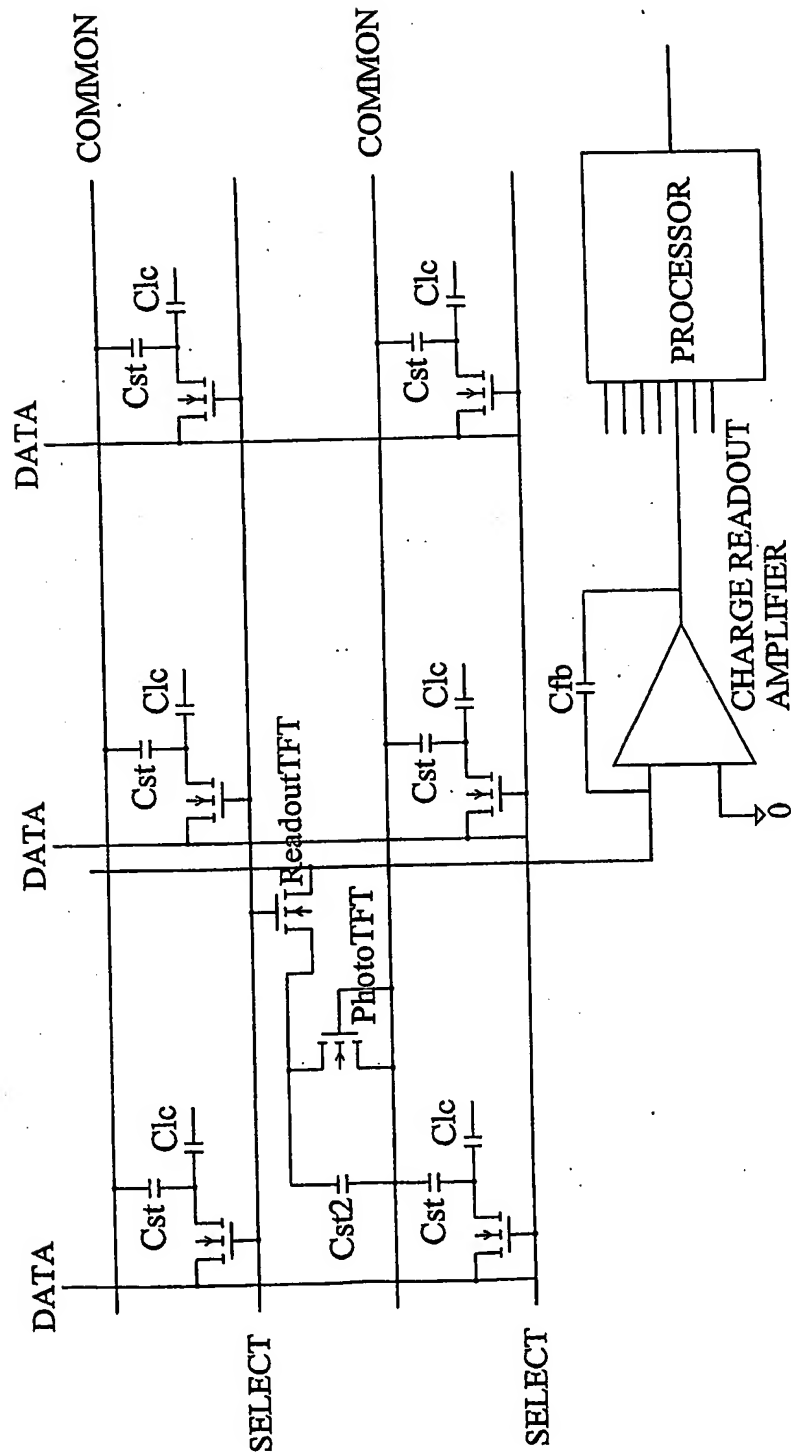 DATA
DATA
DATA
COMMON
Cst
Clc
Cst
Clc
Cst
Clc
SELECT
ReadoutTFT
PhotoTFT
COMMON
Cst2
Cst
Clc
Cst
Clc
Cst
Clc
SELECT
Cfb
0
CHARGE READOUT
AMPLIFIER
PROCESSOR